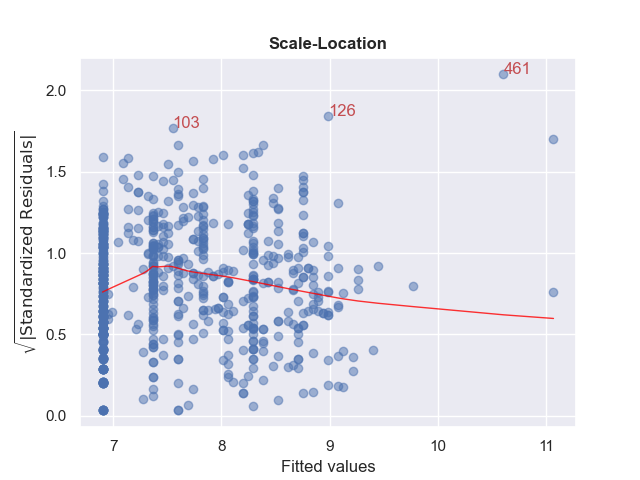 Scale-Location
461
126
103
2.0
1.5
1.0
0.5
0.0
√|Standardized Residuals|
7 8 9 10 11
Fitted values